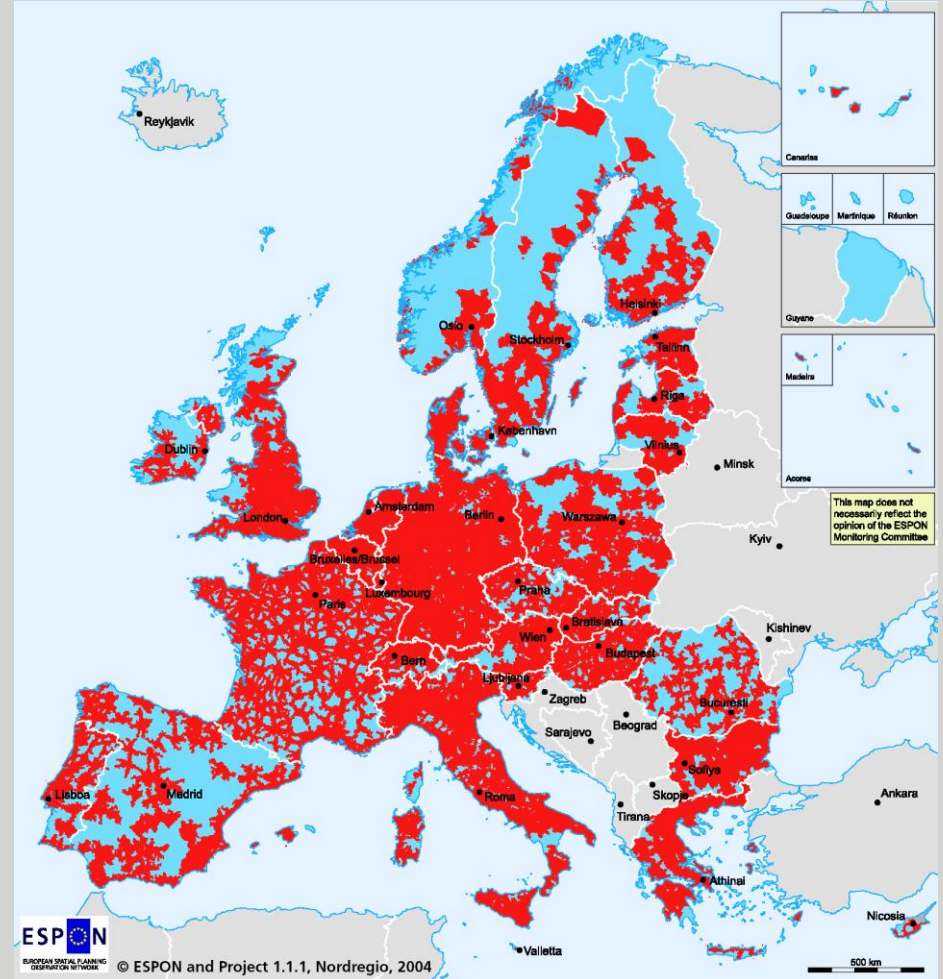 Reykjavik
Canarias
Guadeloupe
Martinique
Réunion
Guyane
Helsinki
Oslo
Stockholm
Tallinn
Madeira
Riga
København
Dublin
Vilnius
Minsk
Acores
This map does not
necessarily reflect the
opinion of the ESPON
Monitoring Committee
London
Amsterdam
Berlin
Warszawa
Kyiv
Bruxelles/Brussel
Luxembourg
Praha
Paris
Wien
Bratislava
Kishinev
Bern
Budapest
Ljubljana
Zagreb
Bucuresti
Beograd
Sarajevo
Sofiya
Lisboa
Madrid
Roma
Skopje
Tirana
Ankara
Athinai
Nicosia
Valletta
ESPON
EUROPEAN SPATIAL PLANNING
OBSERVATION NETWORK
© ESPON and Project 1.1.1, Nordregio, 2004
500 km